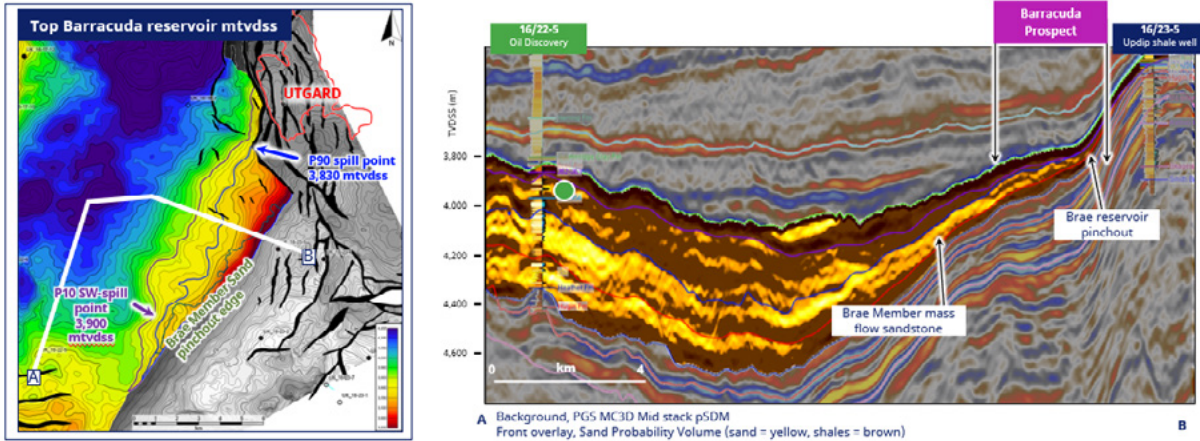 Top Barracuda reservoir mtvdss
N
UTGARD
P90 spill point
3,830 mtvdss
B
P10 SW-spill
point
3,900
mtvdss
Brae Member Sand
pinchout edge
A
16/22-5
Oil Discovery
Barracuda
Prospect
16/23-5
Updip shale well
TVDSS (m)
3,800
4,000
4,200
4,400
4,600
Brae reservoir
pinchout
Brae Member mass
flow sandstone
0
km
4
A
Background, PGS MC3D Mid stack pSDM
Front overlay, Sand Probability Volume (sand = yellow, shales = brown)
B